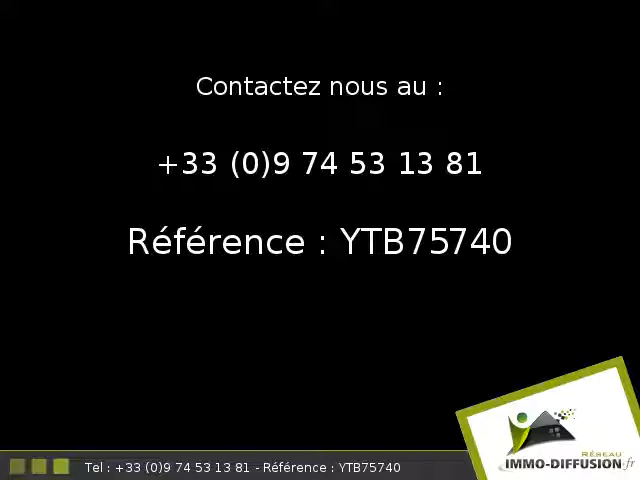 Contactez nous au :
+33 (0)9 74 53 13 81
Référence : YTB75740
RÉSEAU
IMMO-DIFFUSION.fr
Tel : +33 (0)9 74 53 13 81 - Référence : YTB75740